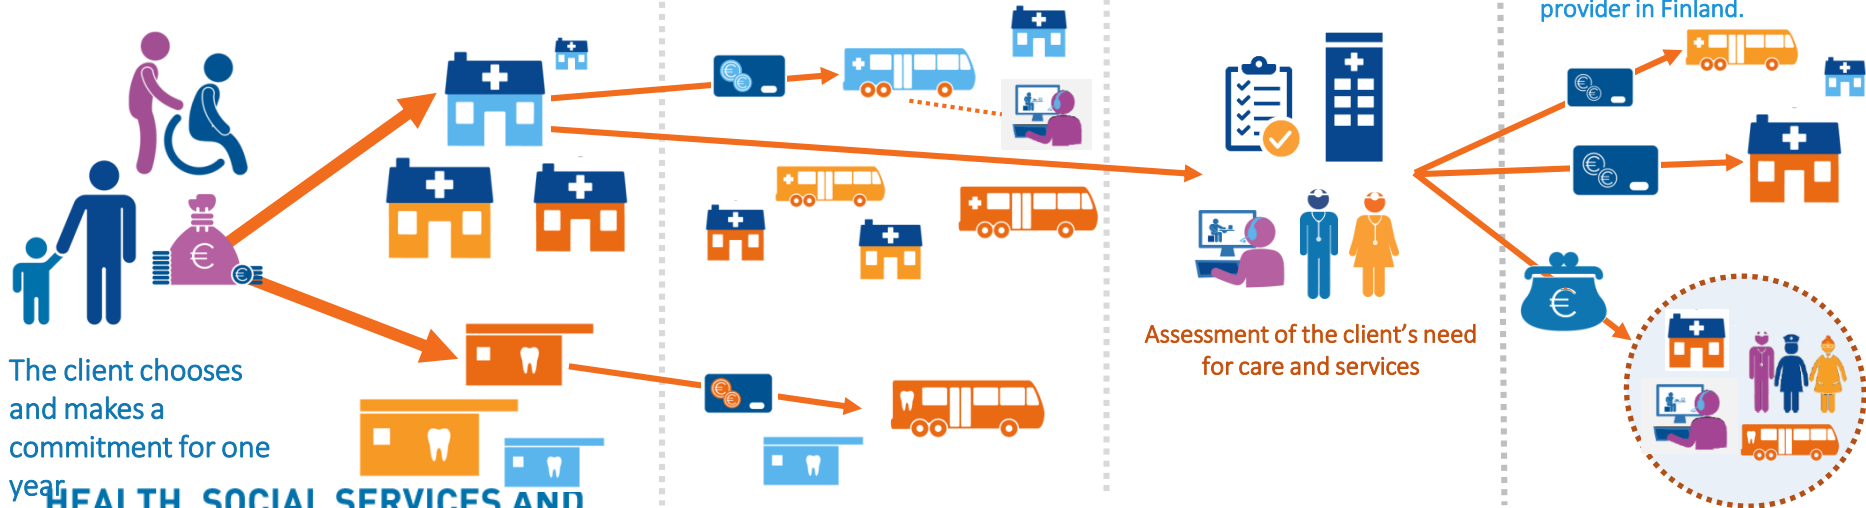 provider in Finland.
The client chooses
and makes a
commitment for one
year
HEALTH, SOCIAL SERVICES AND
Assessment of the client's need
for care and services